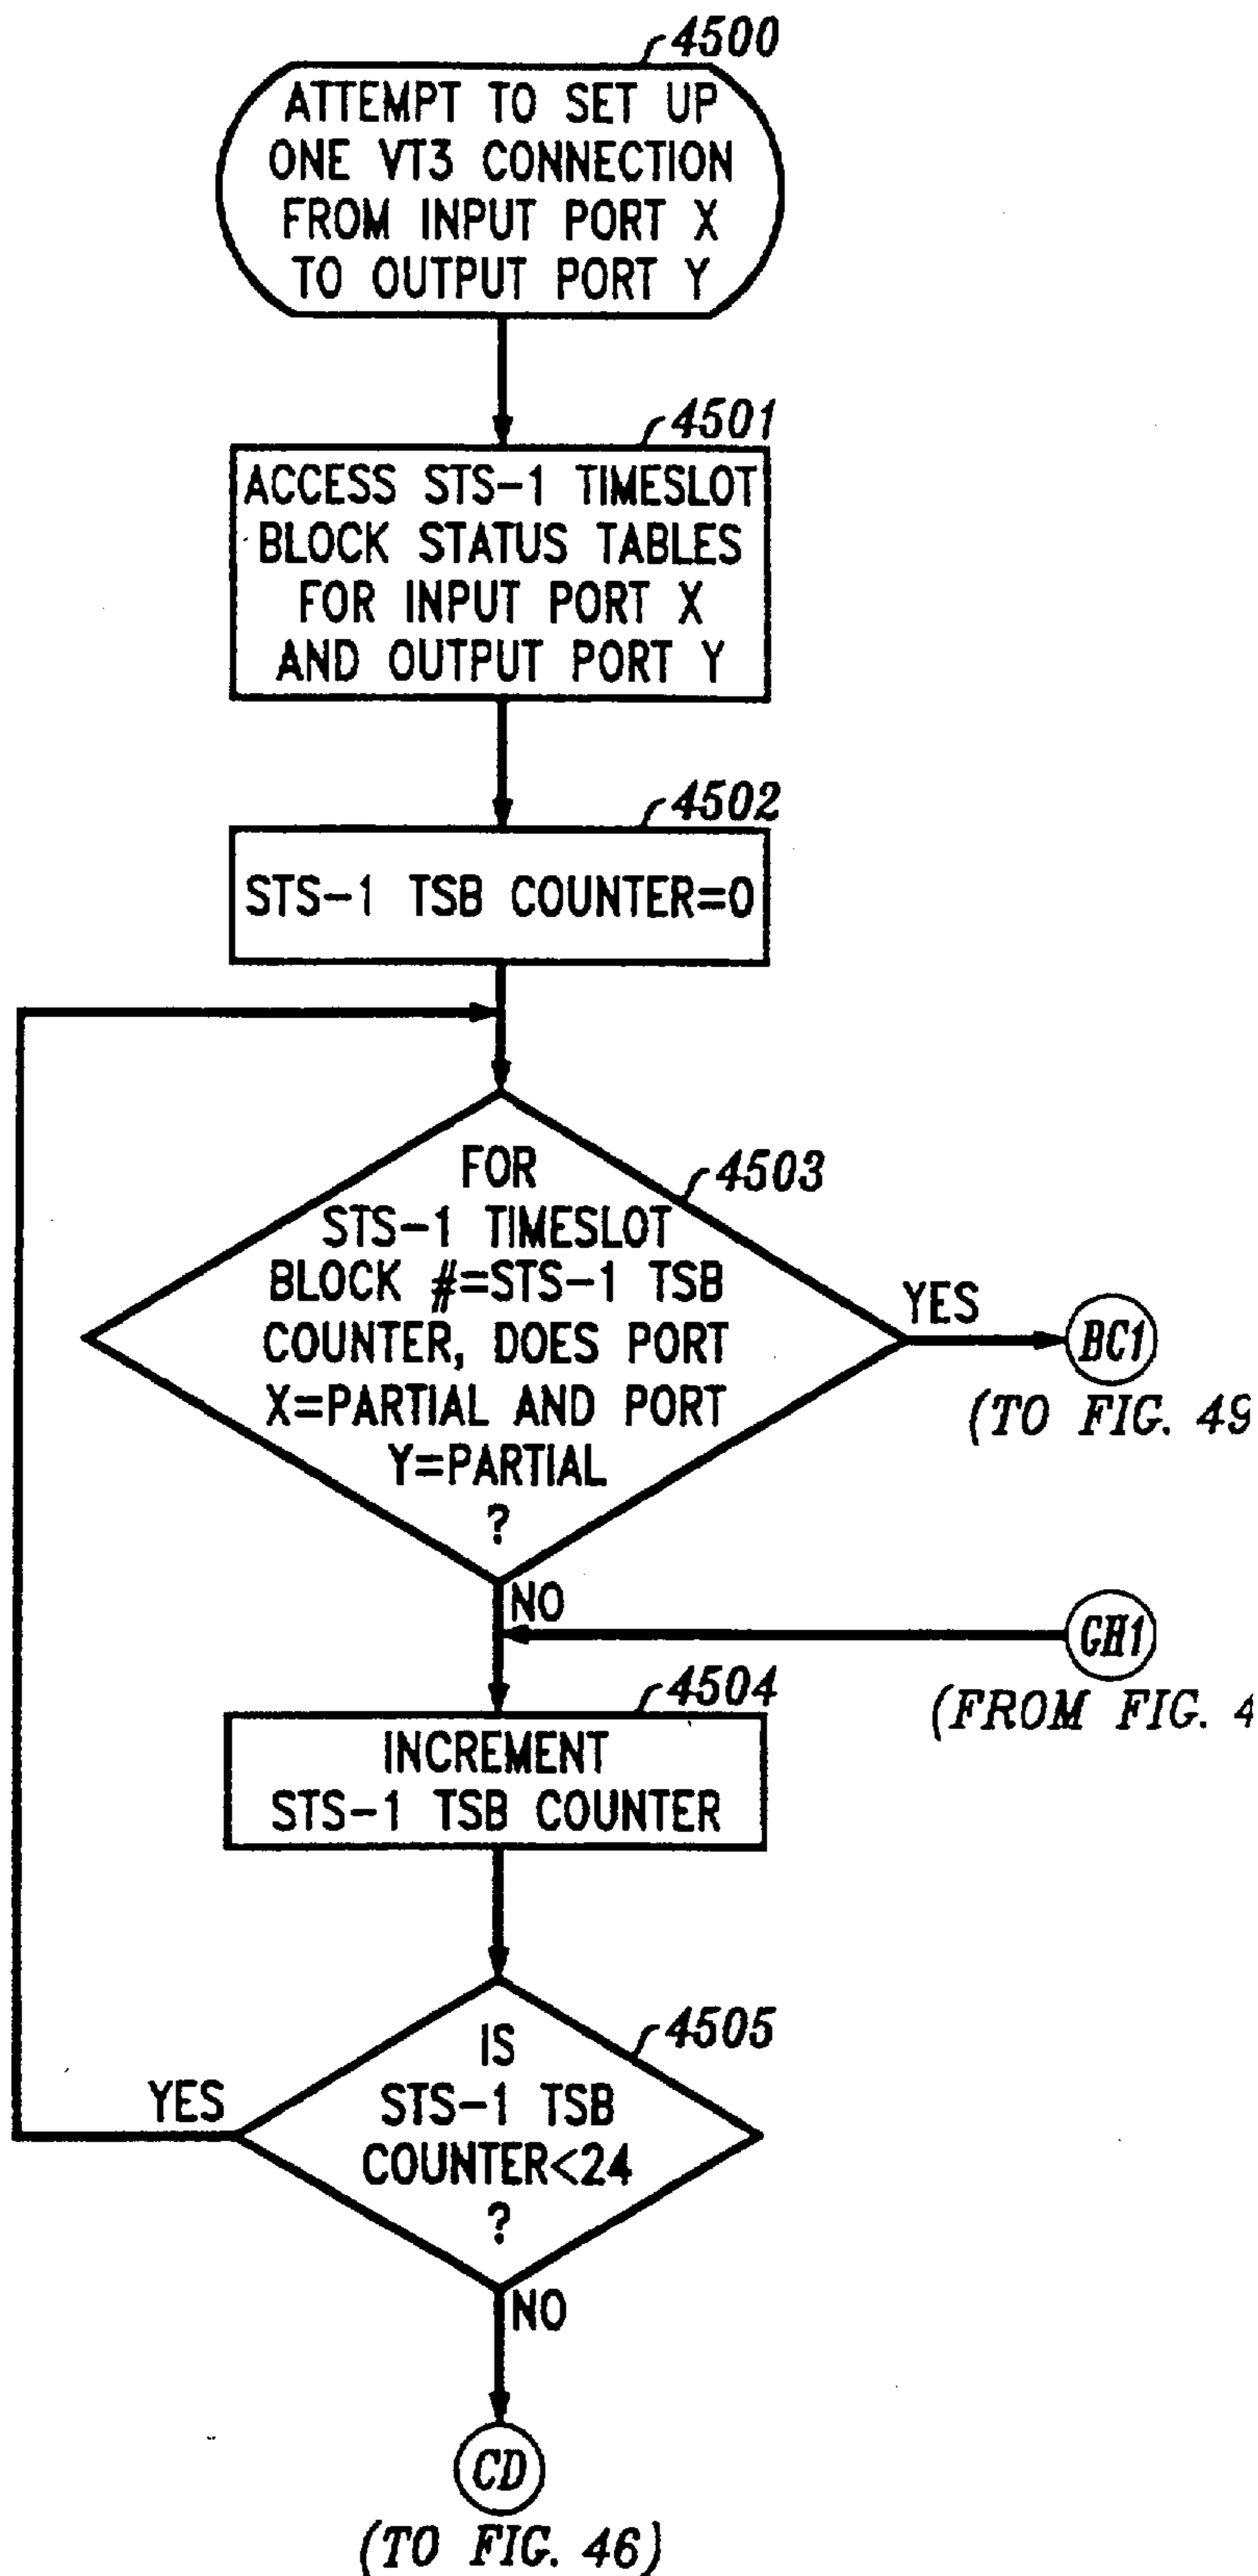 4500
ATTEMPT TO SET UP
ONE VT3 CONNECTION
FROM INPUT PORT X
TO OUTPUT PORT Y
4501
ACCESS STS-1 TIMESLOT
BLOCK STATUS TABLES
FOR INPUT PORT X
AND OUTPUT PORT Y
4502
STS-1 TSB COUNTER=0
4503
FOR
STS-1 TIMESLOT
BLOCK #=STS-1 TSB
COUNTER, DOES PORT
X=PARTIAL AND PORT
Y=PARTIAL
?
YES
BC1
(TO FIG. 49
NO
GH1
(FROM FIG. 4
4504
INCREMENT
STS-1 TSB COUNTER
4505
IS
STS-1 TSB
COUNTER<24
?
YES
NO
CD
(TO FIG. 46)